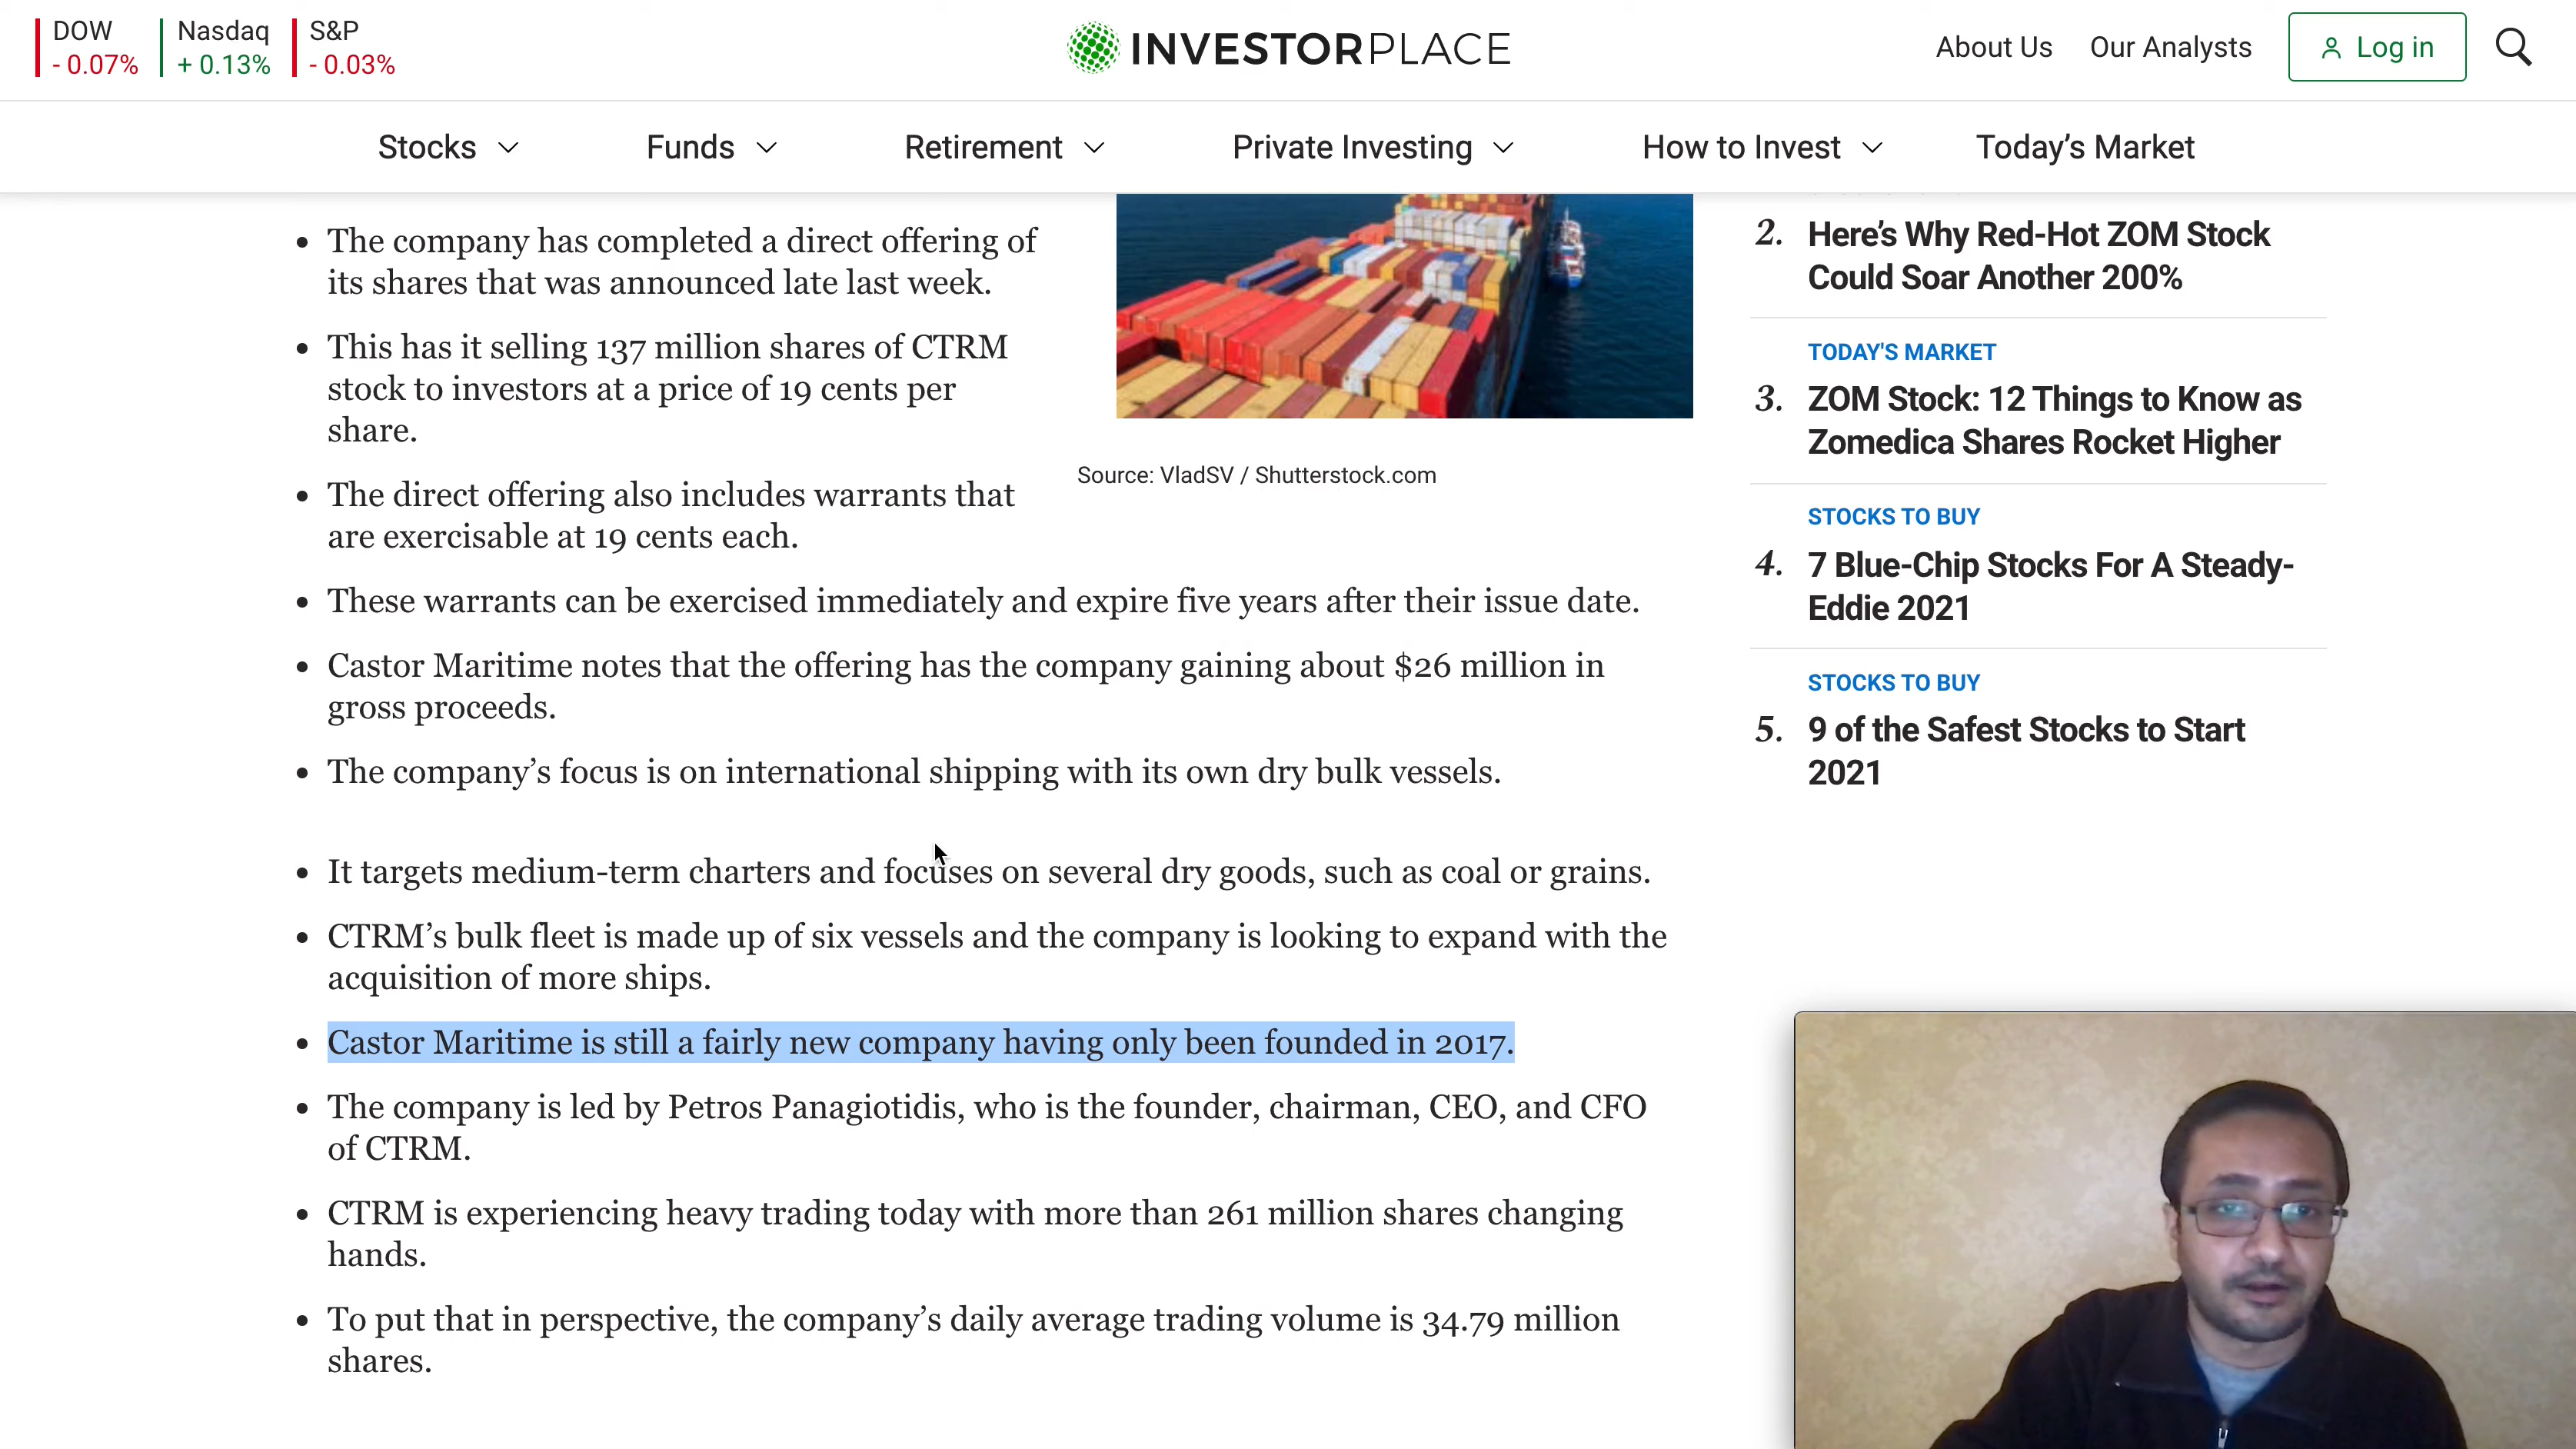 DOW
- 0.07%
Nasdaq
+ 0.13%
S&P
- 0.03%
INVESTORPLACE
About Us
Our Analysts
Log in
Stocks
Funds
Retirement
Private Investing
How to Invest
Today’s Market
• The company has completed a direct offering of
its shares that was announced late last week.
• This has it selling 137 million shares of CTRM
stock to investors at a price of 19 cents per
share.
• The direct offering also includes warrants that
are exercisable at 19 cents each.
Source: VladSV / Shutterstock.com
• These warrants can be exercised immediately and expire five years after their issue date.
• Castor Maritime notes that the offering has the company gaining about $26 million in
gross proceeds.
• The company’s focus is on international shipping with its own dry bulk vessels.
• It targets medium-term charters and focuses on several dry goods, such as coal or grains.
• CTRM’s bulk fleet is made up of six vessels and the company is looking to expand with the
acquisition of more ships.
• Castor Maritime is still a fairly new company having only been founded in 2017.
• The company is led by Petros Panagiotidis, who is the founder, chairman, CEO, and CFO
of CTRM.
• CTRM is experiencing heavy trading today with more than 261 million shares changing
hands.
• To put that in perspective, the company’s daily average trading volume is 34.79 million
shares.
2. Here’s Why Red-Hot ZOM Stock
Could Soar Another 200%
TODAY'S MARKET
3. ZOM Stock: 12 Things to Know as
Zomedica Shares Rocket Higher
STOCKS TO BUY
4. 7 Blue-Chip Stocks For A Steady-
Eddie 2021
STOCKS TO BUY
5. 9 of the Safest Stocks to Start
2021